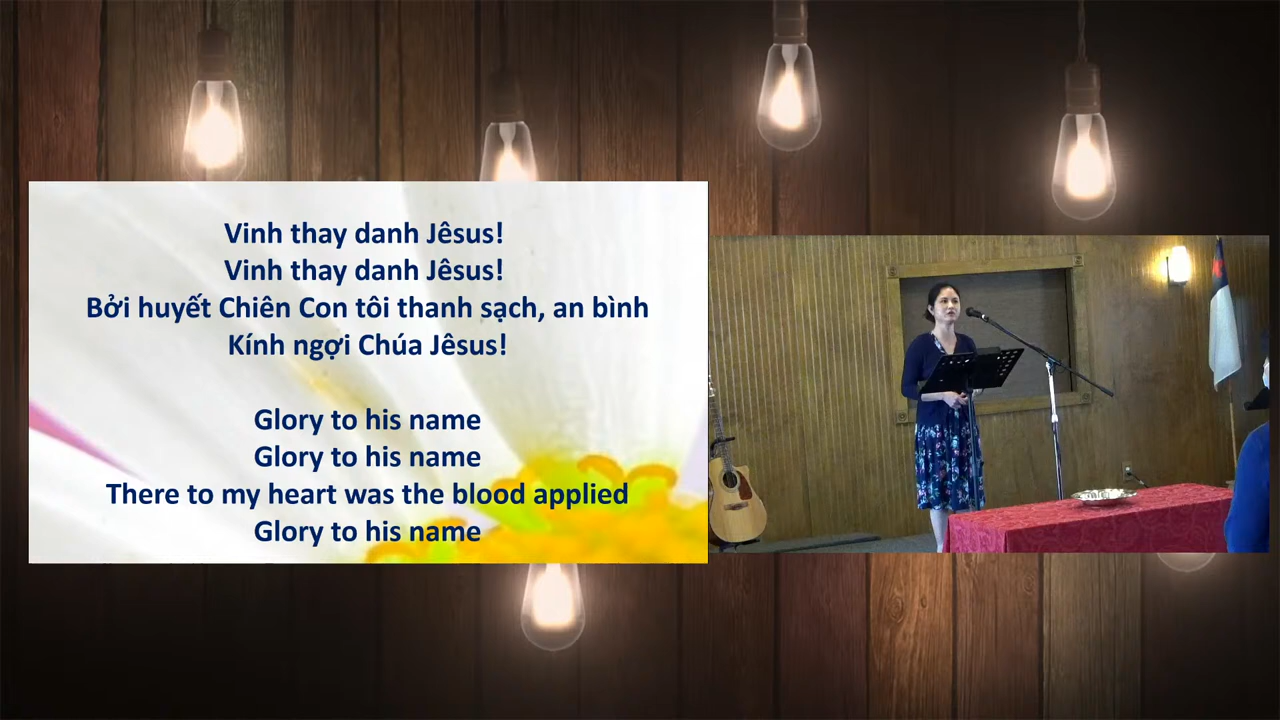 Vinh thay danh Jêsus!
Vinh thay danh Jêsus!
Bởi huyết Chiên Con tôi thanh sạch, an bình
Kính ngợi Chúa Jêsus!
Glory to his name
Glory to his name
There to my heart was the blood applied
Glory to his name